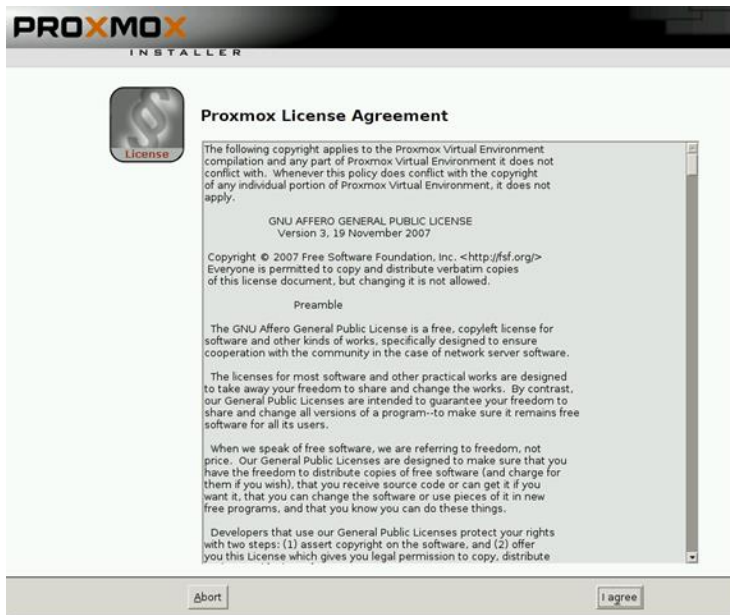 PROXMOX
INSTALLER
License
Proxmox License Agreement
The following copyright applies to the Proxmox Virtual Environment
compilation and any part of Proxmox Virtual Environment it does not
conflict with. Whenever this policy does conflict with the copyright
of any individual portion of Proxmox Virtual Environment, it does not
apply.
GNU AFFERO GENERAL PUBLIC LICENSE
Version 3, 19 November 2007
Copyright © 2007 Free Software Foundation, Inc. <http://fsf.org/>
Everyone is permitted to copy and distribute verbatim copies
of this license document, but changing it is not allowed.
Preamble
The GNU Affero General Public License is a free, copyleft license for
software and other kinds of works, specifically designed to ensure
cooperation with the community in the case of network server software.
The licenses for most software and other practical works are designed
to take away your freedom to share and change the works. By contrast,
our General Public Licenses are intended to guarantee your freedom to
share and change all versions of a program--to make sure it remains free
software for all its users.
When we speak of free software, we are referring to freedom, not
price. Our General Public Licenses are designed to make sure that you
have the freedom to distribute copies of free software (and charge for
them if you wish), that you receive source code or can get it if you
want it, that you can change the software or use pieces of it in new
free programs, and that you know you can do these things.
Developers that use our General Public Licenses protect your rights
with two steps: (1) assert copyright on the software, and (2) offer
you this License which gives you legal permission to copy, distribute
Abort
I agree